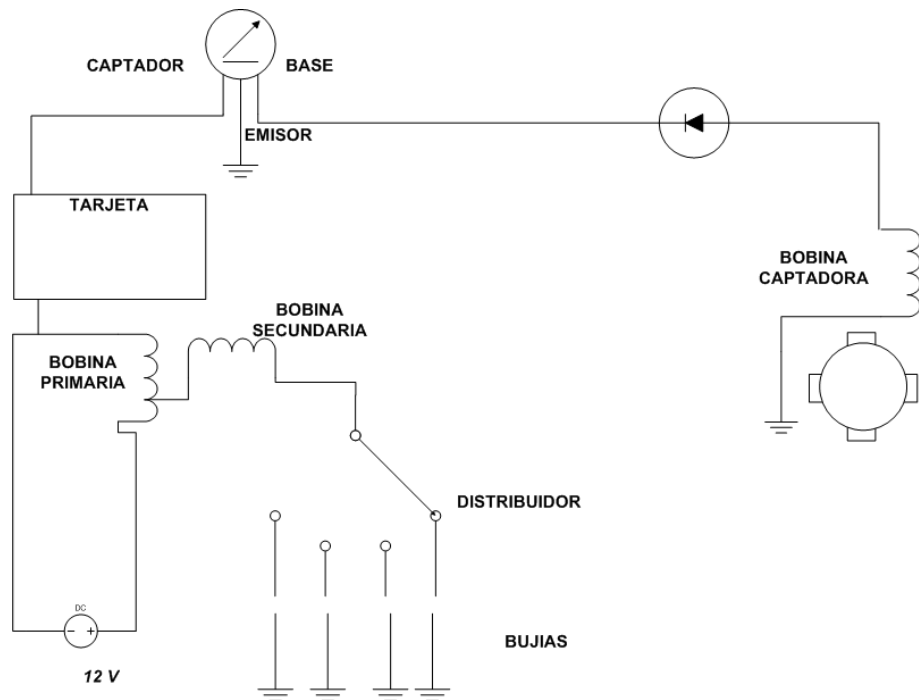 CAPTADOR
BASE
EMISOR
TARJETA
BOBINA
CAPTADORA
BOBINA
SECUNDARIA
BOBINA
PRIMARIA
DISTRIBUIDOR
DC
- +
BUJIAS
12 V